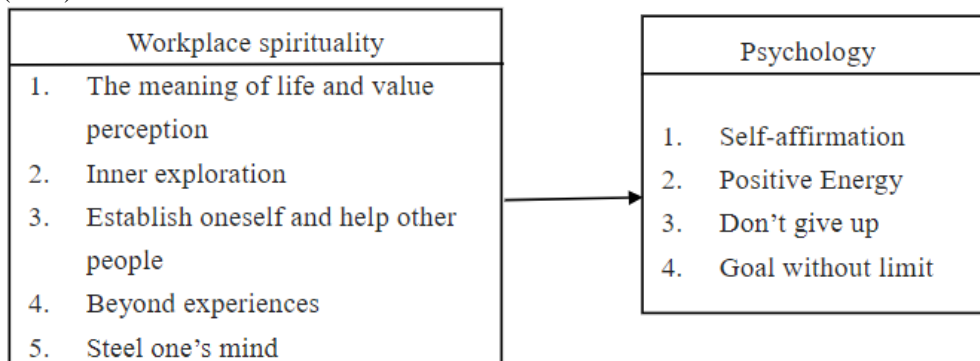 Workplace spirituality
1. The meaning of life and value
perception
2. Inner exploration
3. Establish oneself and help other
people
4. Beyond experiences
5. Steel one's mind
Psychology
1. Self-affirmation
2. Positive Energy
3. Don't give up
4. Goal without limit